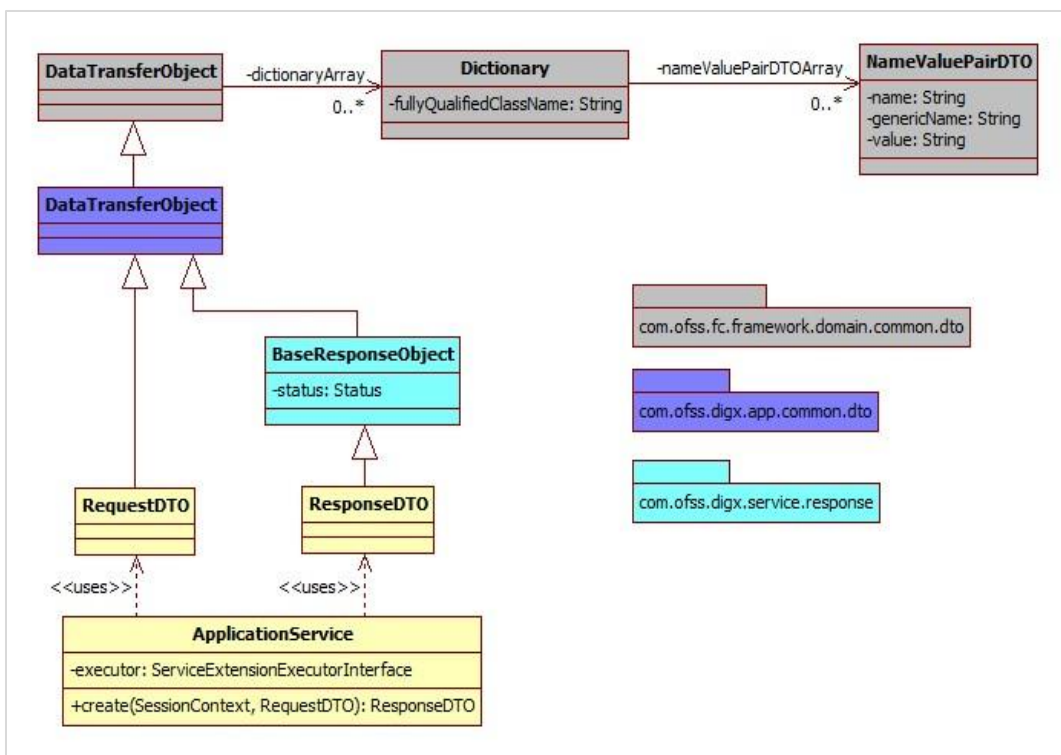 DataTransferObject
-dictionaryArray
0..*
Dictionary
-fullyQualifiedClassName: String
-nameValuePairDTOArray
0..*
NameValuePairDTO
-name: String
-genericName: String
-value: String
DataTransferObject
BaseResponseObject
-status: Status
com.ofss.fc.framework.domain.common.dto
com.ofss.digx.app.common.dto
com.ofss.digx.service.response
RequestDTO
ResponseDTO
<<uses>>
<<uses>>
ApplicationService
-executor: ServiceExtensionExecutorInterface
+create(SessionContext, RequestDTO): ResponseDTO